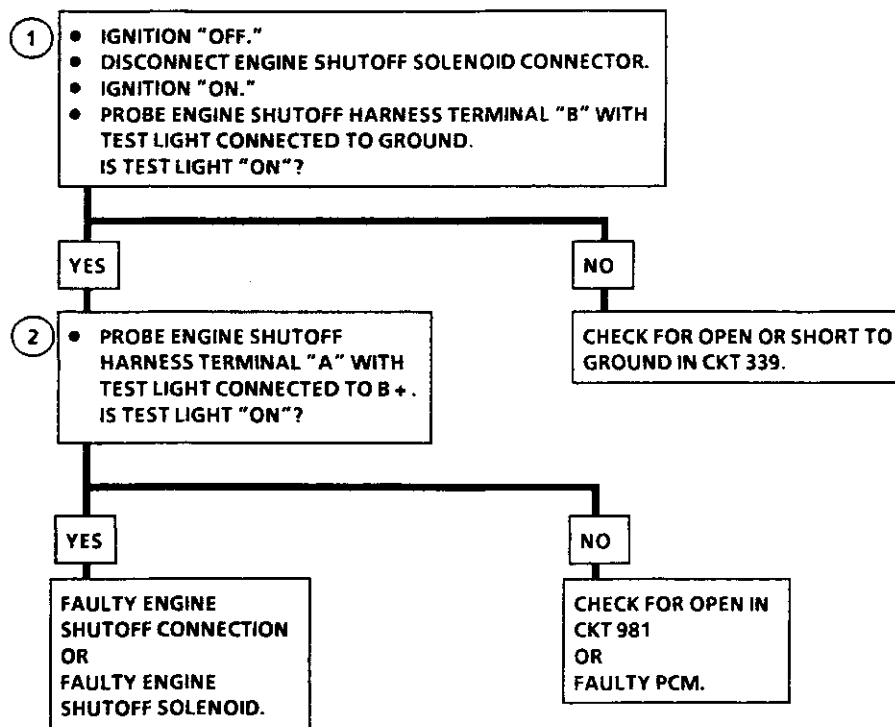 1
• IGNITION "OFF."
• DISCONNECT ENGINE SHUTOFF SOLENOID CONNECTOR.
• IGNITION "ON."
• PROBE ENGINE SHUTOFF HARNESS TERMINAL "B" WITH
TEST LIGHT CONNECTED TO GROUND.
IS TEST LIGHT "ON"?
YES
NO
2
• PROBE ENGINE SHUTOFF
HARNESS TERMINAL "A" WITH
TEST LIGHT CONNECTED TO B+.
IS TEST LIGHT "ON"?
CHECK FOR OPEN OR SHORT TO
GROUND IN CKT 339.
YES
NO
FAULTY ENGINE
SHUTOFF CONNECTION
OR
FAULTY ENGINE
SHUTOFF SOLENOID.
CHECK FOR OPEN IN
CKT 981
OR
FAULTY PCM.